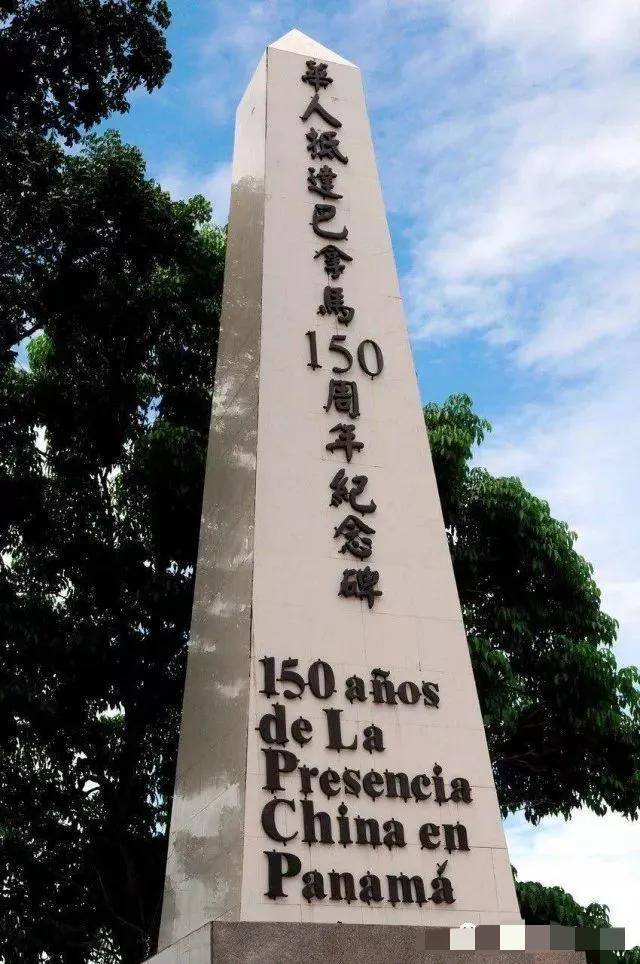 華人抵達巴拿馬150周年紀念碑
150 años
de La
Presencia
China en
Panamá